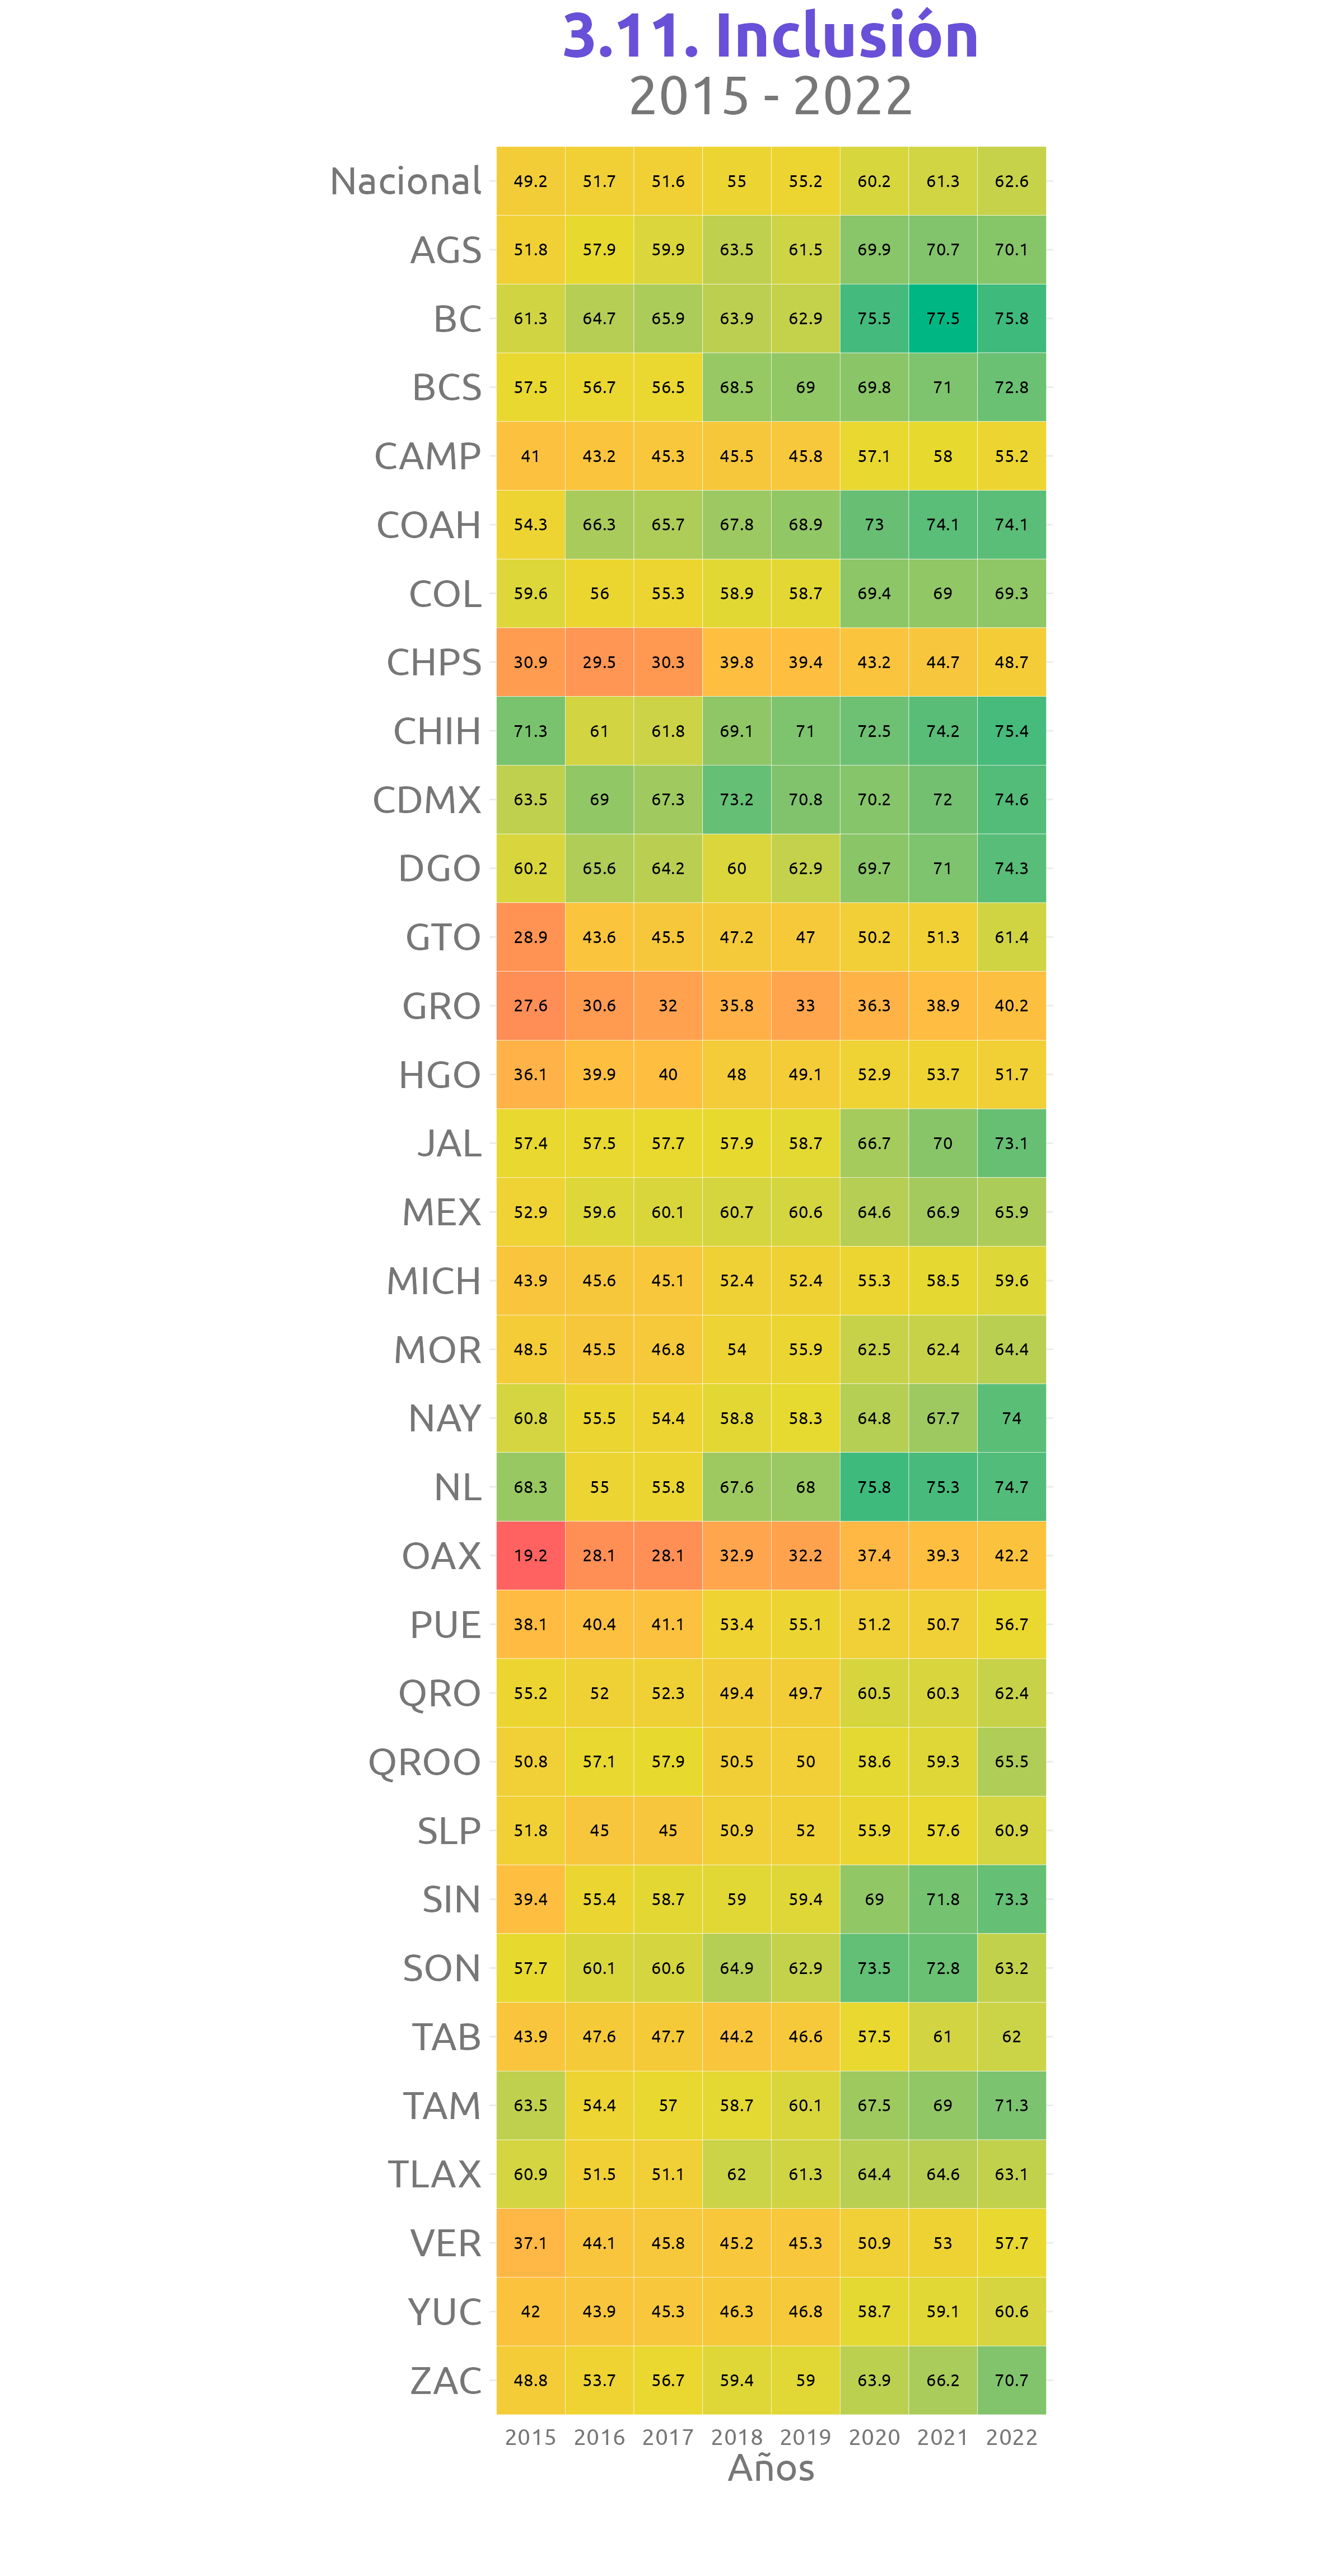 3.11. Inclusión
2015 - 2022
Nacional 49.2 51.7 51.6 55 55.2 60.2 61.3 62.6
AGS 51.8 57.9 59.9 63.5 61.5 69.9 70.7 70.1
BC 61.3 64.7 65.9 63.9 62.9 75.5 77.5 75.8
BCS 57.5 56.7 56.5 68.5 69 69.8 71 72.8
CAMP 41 43.2 45.3 45.5 45.8 57.1 58 55.2
COAH 54.3 66.3 65.7 67.8 68.9 73 74.1 74.1
COL 59.6 56 55.3 58.9 58.7 69.4 69 69.3
CHPS 30.9 29.5 30.3 39.8 39.4 43.2 44.7 48.7
CHIH 71.3 61 61.8 69.1 71 72.5 74.2 75.4
CDMX 63.5 69 67.3 73.2 70.8 70.2 72 74.6
DGO 60.2 65.6 64.2 60 62.9 69.7 71 74.3
GTO 28.9 43.6 45.5 47.2 47 50.2 51.3 61.4
GRO 27.6 30.6 32 35.8 33 36.3 38.9 40.2
HGO 36.1 39.9 40 48 49.1 52.9 53.7 51.7
JAL 57.4 57.5 57.7 57.9 58.7 66.7 70 73.1
MEX 52.9 59.6 60.1 60.7 60.6 64.6 66.9 65.9
MICH 43.9 45.6 45.1 52.4 52.4 55.3 58.5 59.6
MOR 48.5 45.5 46.8 54 55.9 62.5 62.4 64.4
NAY 60.8 55.5 54.4 58.8 58.3 64.8 67.7 74
NL 68.3 55 55.8 67.6 68 75.8 75.3 74.7
OAX 19.2 28.1 28.1 32.9 32.2 37.4 39.3 42.2
PUE 38.1 40.4 41.1 53.4 55.1 51.2 50.7 56.7
QRO 55.2 52 52.3 49.4 49.7 60.5 60.3 62.4
QROO 50.8 57.1 57.9 50.5 50 58.6 59.3 65.5
SLP 51.8 45 45 50.9 52 55.9 57.6 60.9
SIN 39.4 55.4 58.7 59 59.4 69 71.8 73.3
SON 57.7 60.1 60.6 64.9 62.9 73.5 72.8 63.2
TAB 43.9 47.6 47.7 44.2 46.6 57.5 61 62
TAM 63.5 54.4 57 58.7 60.1 67.5 69 71.3
TLAX 60.9 51.5 51.1 62 61.3 64.4 64.6 63.1
VER 37.1 44.1 45.8 45.2 45.3 50.9 53 57.7
YUC 42 43.9 45.3 46.3 46.8 58.7 59.1 60.6
ZAC 48.8 53.7 56.7 59.4 59 63.9 66.2 70.7
2015 2016 2017 2018 2019 2020 2021 2022
Años